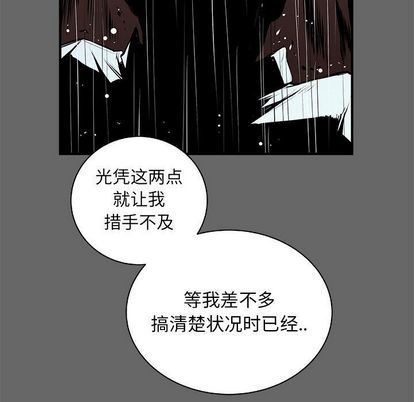 光凭这两点
就让我
措手不及
等我差不多
搞清楚状况时已经..